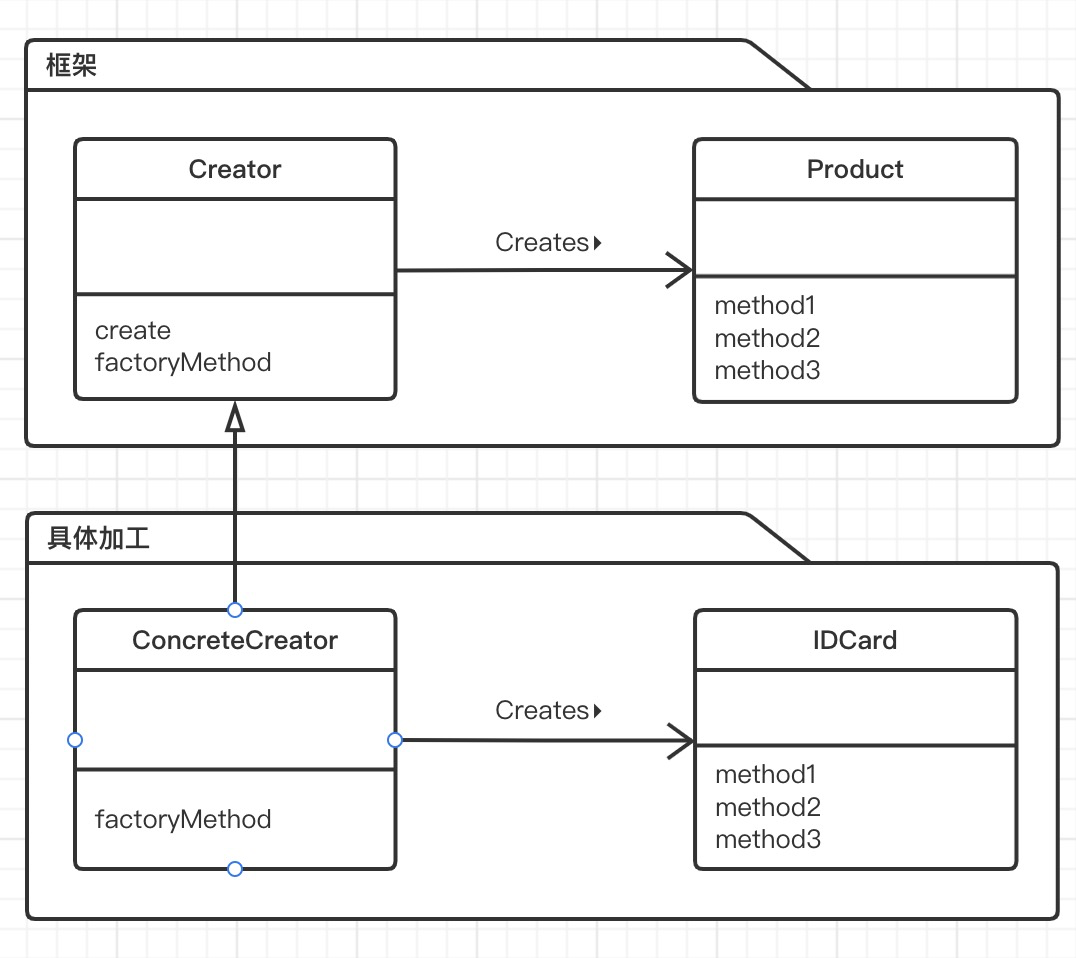 框架
Creator
Product
Creates
create
factoryMethod
method1
method2
method3
具体加工
ConcreteCreator
IDCard
Creates
factoryMethod
method1
method2
method3